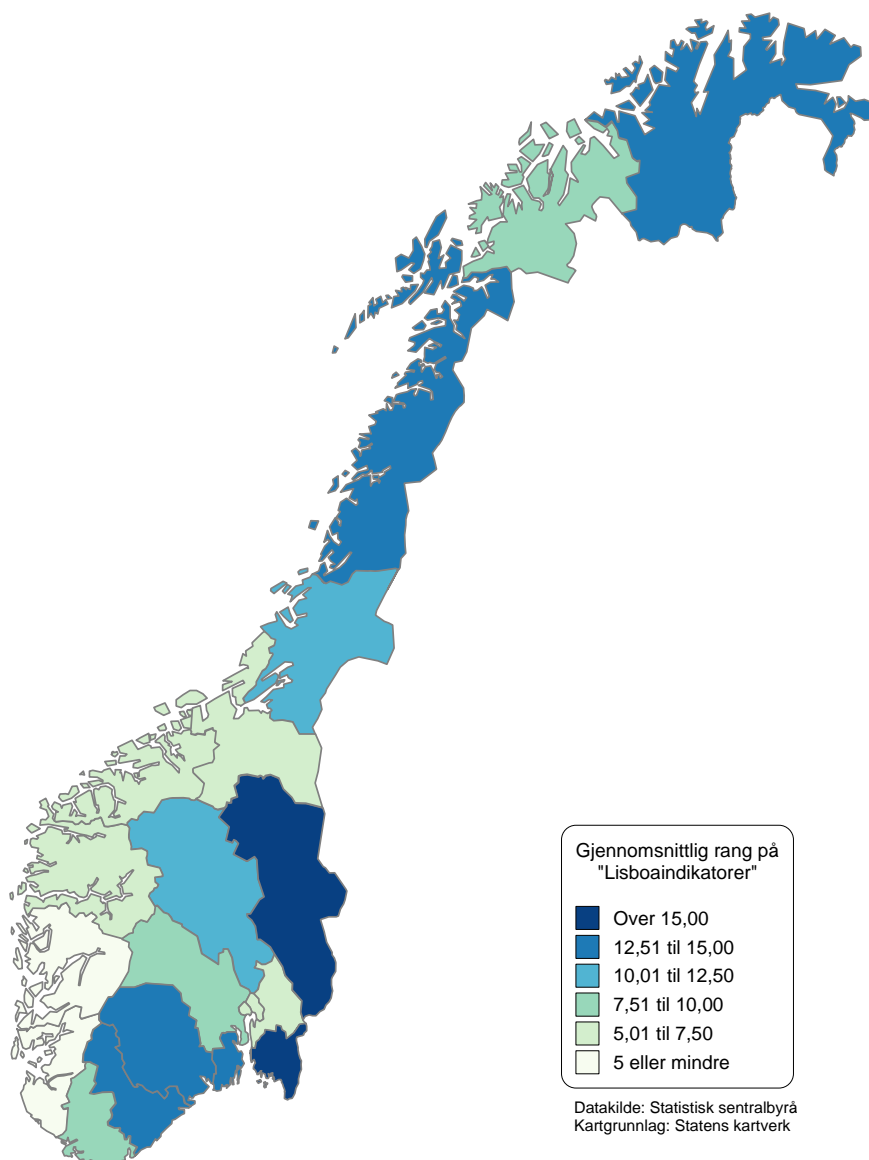 Gjennomsnittlig rang på
"Lisboaindikatorer"
Over 15,00
12,51 til 15,00
10,01 til 12,50
7,51 til 10,00
5,01 til 7,50
5 eller mindre
Datakilde: Statistisk sentralbyrå
Kartgrunnlag: Statens kartverk